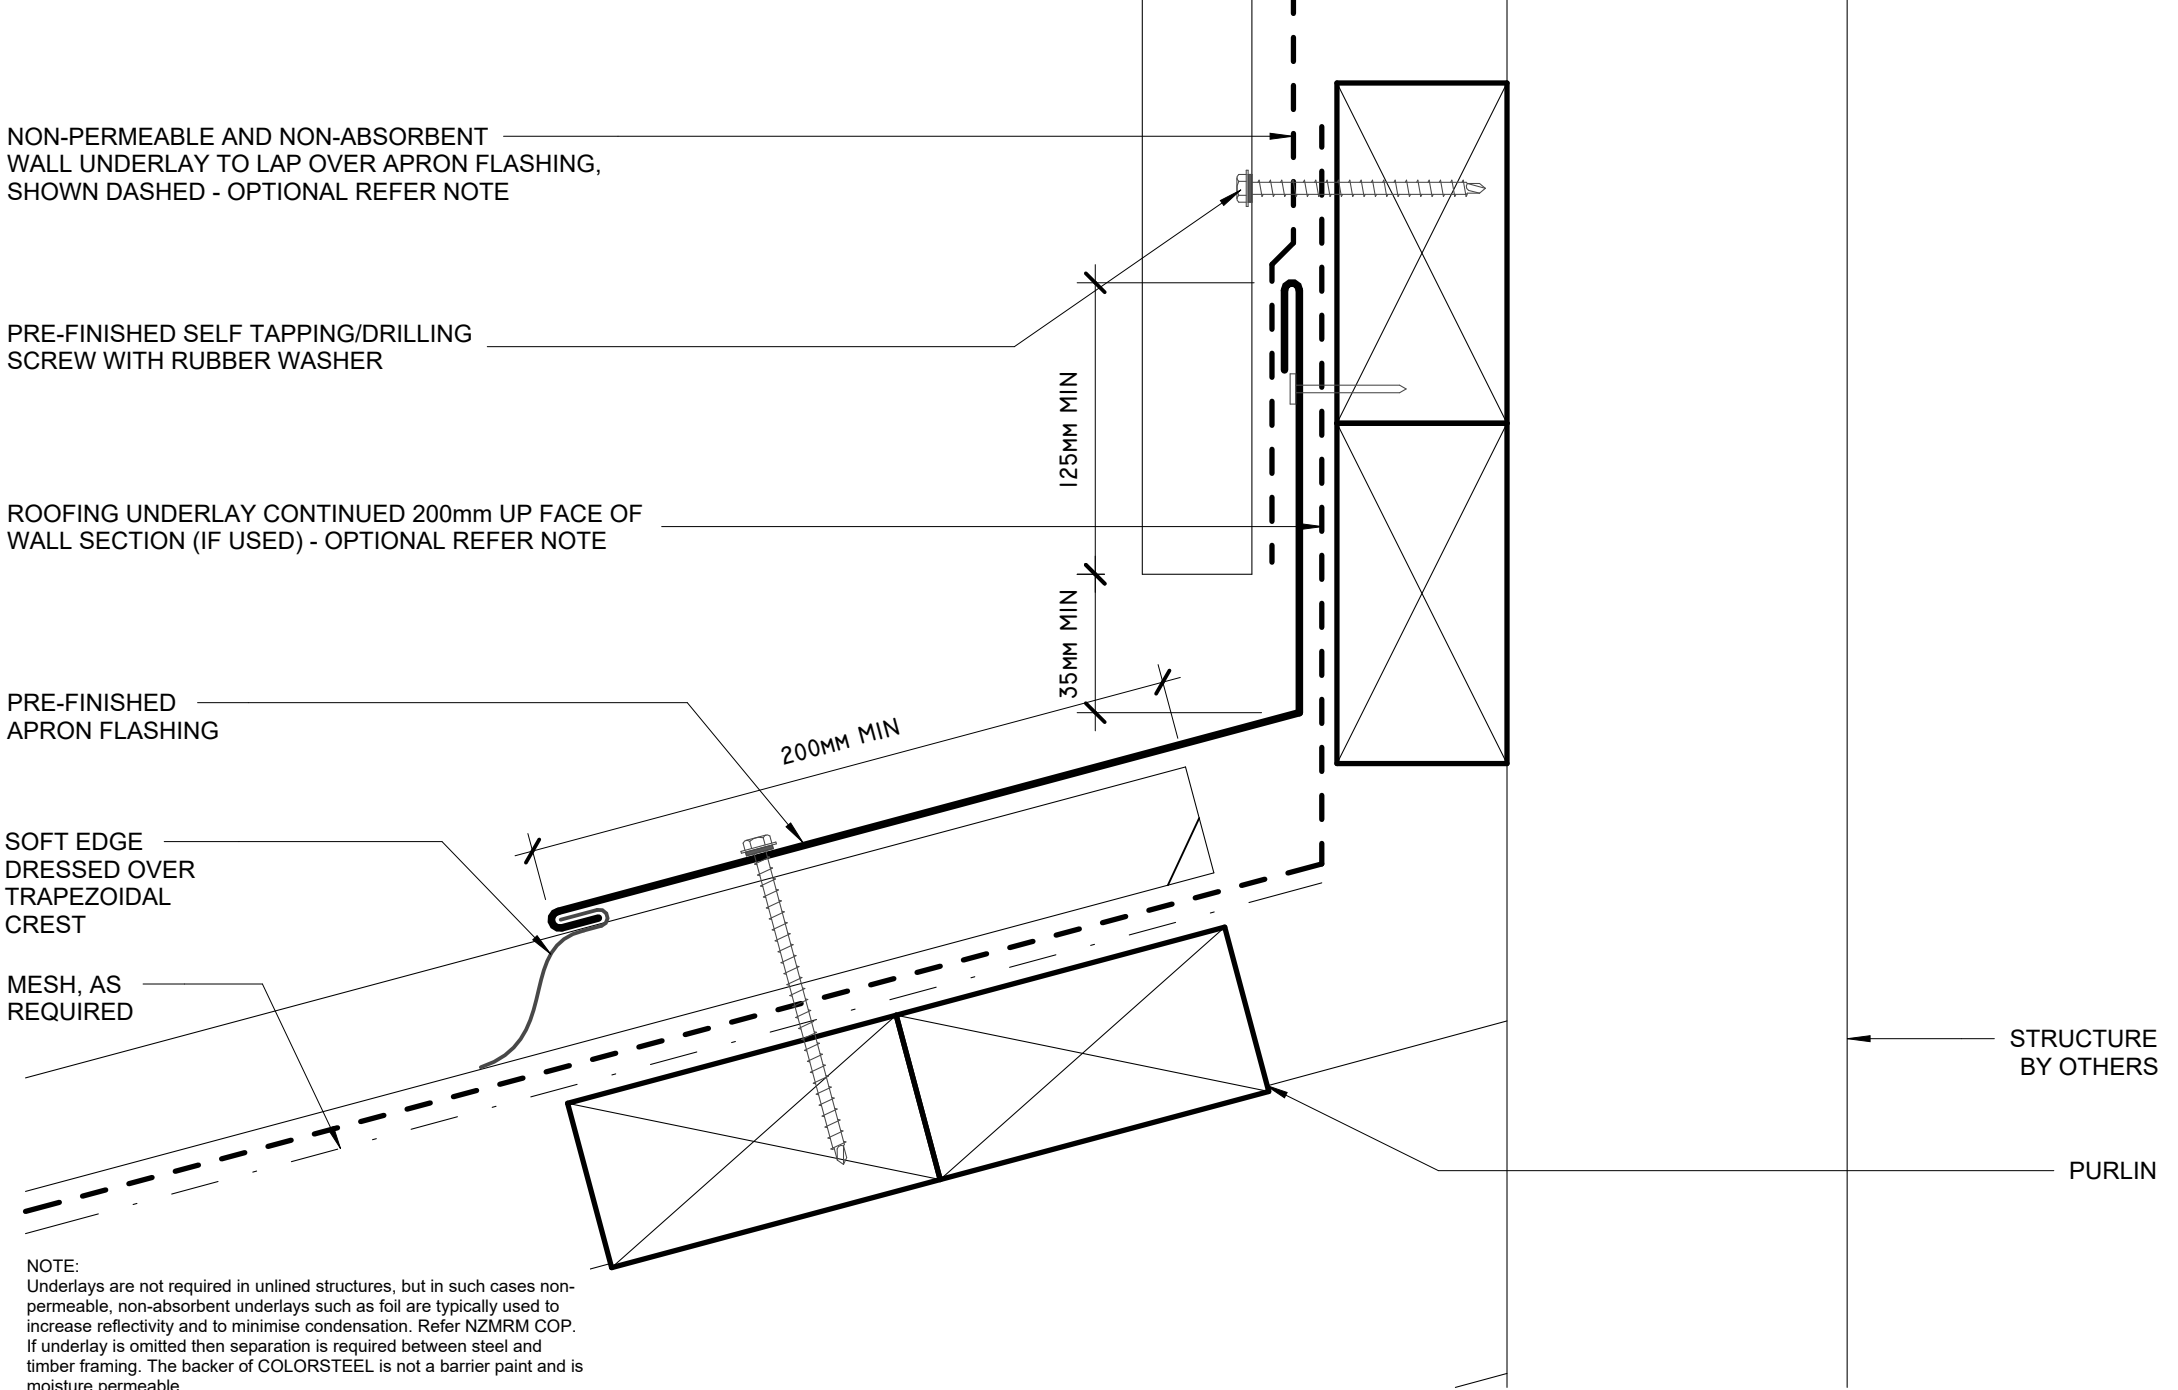 NON-PERMEABLE AND NON-ABSORBENT
WALL UNDERLAY TO LAP OVER APRON FLASHING,
SHOWN DASHED - OPTIONAL REFER NOTE
PRE-FINISHED SELF TAPPING/DRILLING
SCREW WITH RUBBER WASHER
125MM MIN
ROOFING UNDERLAY CONTINUED 200mm UP FACE OF
WALL SECTION (IF USED) - OPTIONAL REFER NOTE
35MM MIN
PRE-FINISHED
APRON FLASHING
200MM MIN
SOFT EDGE
DRESSED OVER
TRAPEZOIDAL
CREST
MESH, AS
REQUIRED
STRUCTURE
BY OTHERS
PURLIN
NOTE:
Underlays are not required in unlined structures, but in such cases non-
permeable, non-absorbent underlays such as foil are typically used to
increase reflectivity and to minimise condensation. Refer NZMRM COP.
If underlay is omitted then separation is required between steel and
timber framing. The backer of COLORSTEEL is not a barrier paint and is
moisture permeable